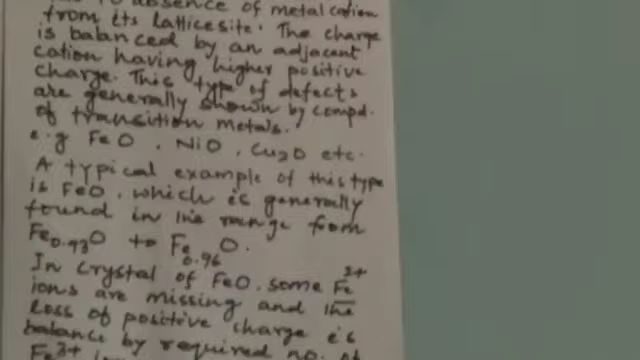 absence of metal cation
from its lattice site. The charge
is balanced by an adjacent
cation having higher positive
charge. This type of defects
are generally shown by compd.
of transition metals.
e.g FeO, NiO, Cu2O etc.
A typical example of this type
is FeO, which is generally
found in the range from
Fe0.93O to Fe0.96O.
In crystal of FeO, some Fe2+
ions are missing and the
loss of positive charge is
balance by required no. of
Fe3+